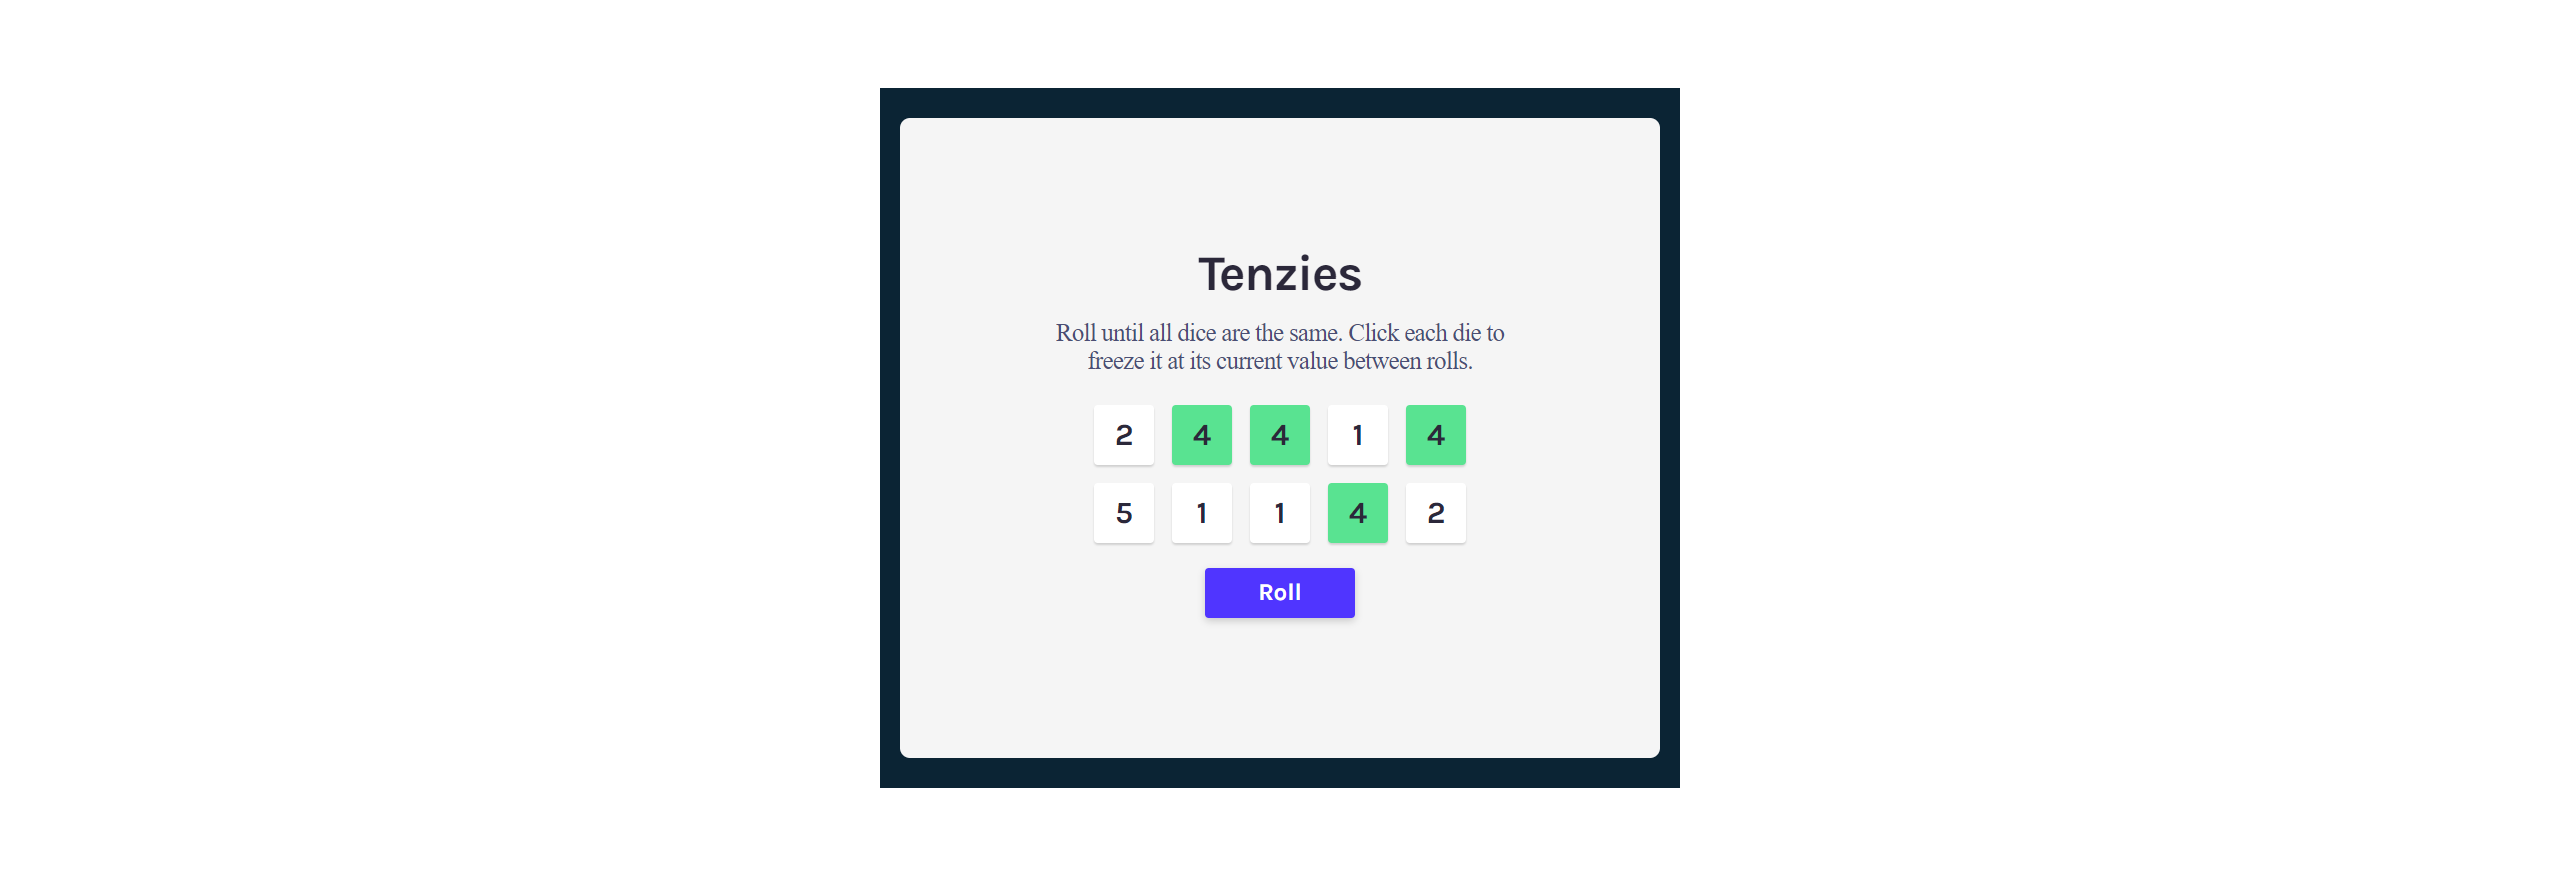 Tenzies
Roll until all dice are the same. Click each die to
freeze it at its current value between rolls.
2 4 4 1 4
5 1 1 4 2
Roll